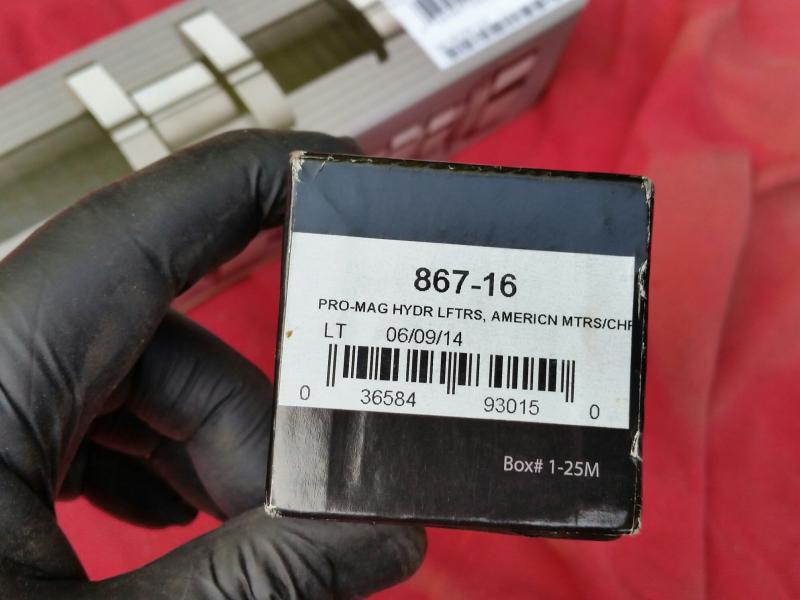 867-16
PRO-MAG HYDR LFTRS, AMERICN MTRS/CHR
LT 06/09/14
0 36584 93015 0
Box# 1-25M